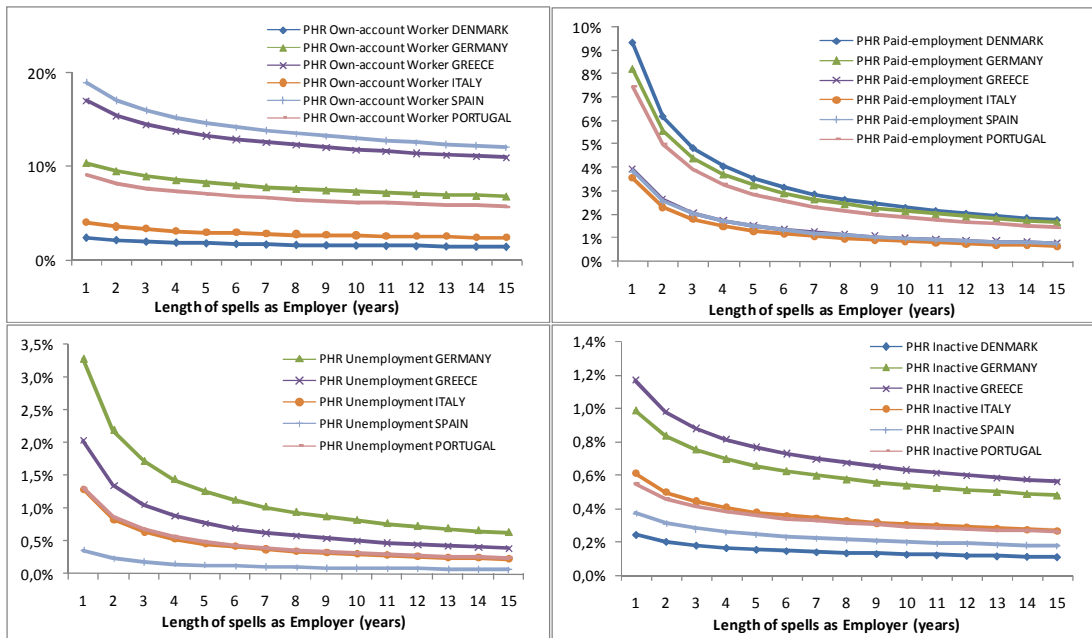 PHR Own-account Worker DENMARK
PHR Own-account Worker GERMANY
PHR Own-account Worker GREECE
PHR Own-account Worker ITALY
PHR Own-account Worker SPAIN
PHR Own-account Worker PORTUGAL
20%
10%
0%
1 2 3 4 5 6 7 8 9 10 11 12 13 14 15
Length of spells as Employer (years)
PHR Paid-employment DENMARK
PHR Paid-employment GERMANY
PHR Paid-employment GREECE
PHR Paid-employment ITALY
PHR Paid-employment SPAIN
PHR Paid-employment PORTUGAL
10%
9%
8%
7%
6%
5%
4%
3%
2%
1%
0%
1 2 3 4 5 6 7 8 9 10 11 12 13 14 15
Length of spells as Employer (years)
PHR Unemployment GERMANY
PHR Unemployment GREECE
PHR Unemployment ITALY
PHR Unemployment SPAIN
PHR Unemployment PORTUGAL
3,5%
3,0%
2,5%
2,0%
1,5%
1,0%
0,5%
0,0%
1 2 3 4 5 6 7 8 9 10 11 12 13 14 15
Length of spells as Employer (years)
PHR Inactive DENMARK
PHR Inactive GERMANY
PHR Inactive GREECE
PHR Inactive ITALY
PHR Inactive SPAIN
PHR Inactive PORTUGAL
1,4%
1,2%
1,0%
0,8%
0,6%
0,4%
0,2%
0,0%
1 2 3 4 5 6 7 8 9 10 11 12 13 14 15
Length of spells as Employer (years)